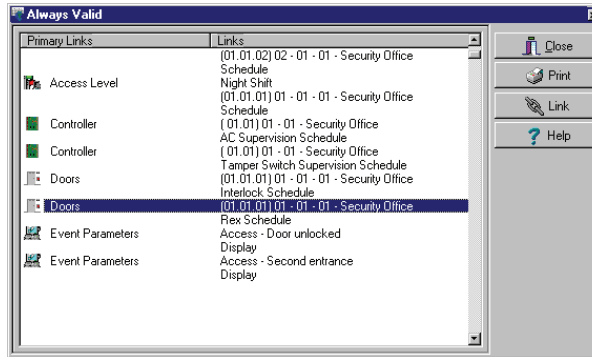 Always Valid
Primary Links Links
(01.01.02) 02 - 01 - 01 - Security Office
Schedule
Access Level Night Shift
(01.01.01) 01 - 01 - 01 - Security Office
Schedule
Controller ( 01.01) 01 - 01 - Security Office
AC Supervision Schedule
Controller ( 01.01) 01 - 01 - Security Office
Tamper Switch Supervision Schedule
Doors (01.01.01) 01 - 01 - 01 - Security Office
Interlock Schedule
Doors (01.01.01) 01 - 01 - 01 - Security Office
Rex Schedule
Event Parameters Access - Door unlocked
Display
Event Parameters Access - Second entrance
Display
Close
Print
Link
Help